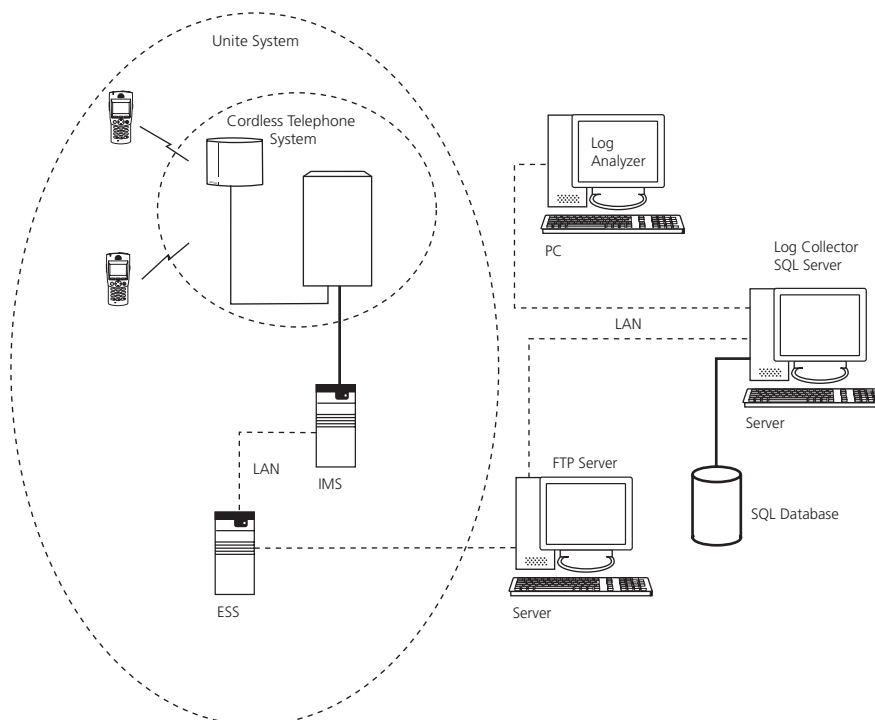 Unite System
Cordless Telephone
System
Log
Analyzer
PC
Log Collector
SQL Server
LAN
Server
LAN
IMS
FTP Server
SQL Database
ESS
Server